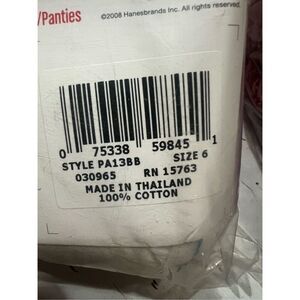 /Panties
©2008 Hanesbrands Inc. All rights reserved.
0 75338 59845 1
STYLE PA13BB SIZE 6
030965 RN 15763
MADE IN THAILAND
100% COTTON